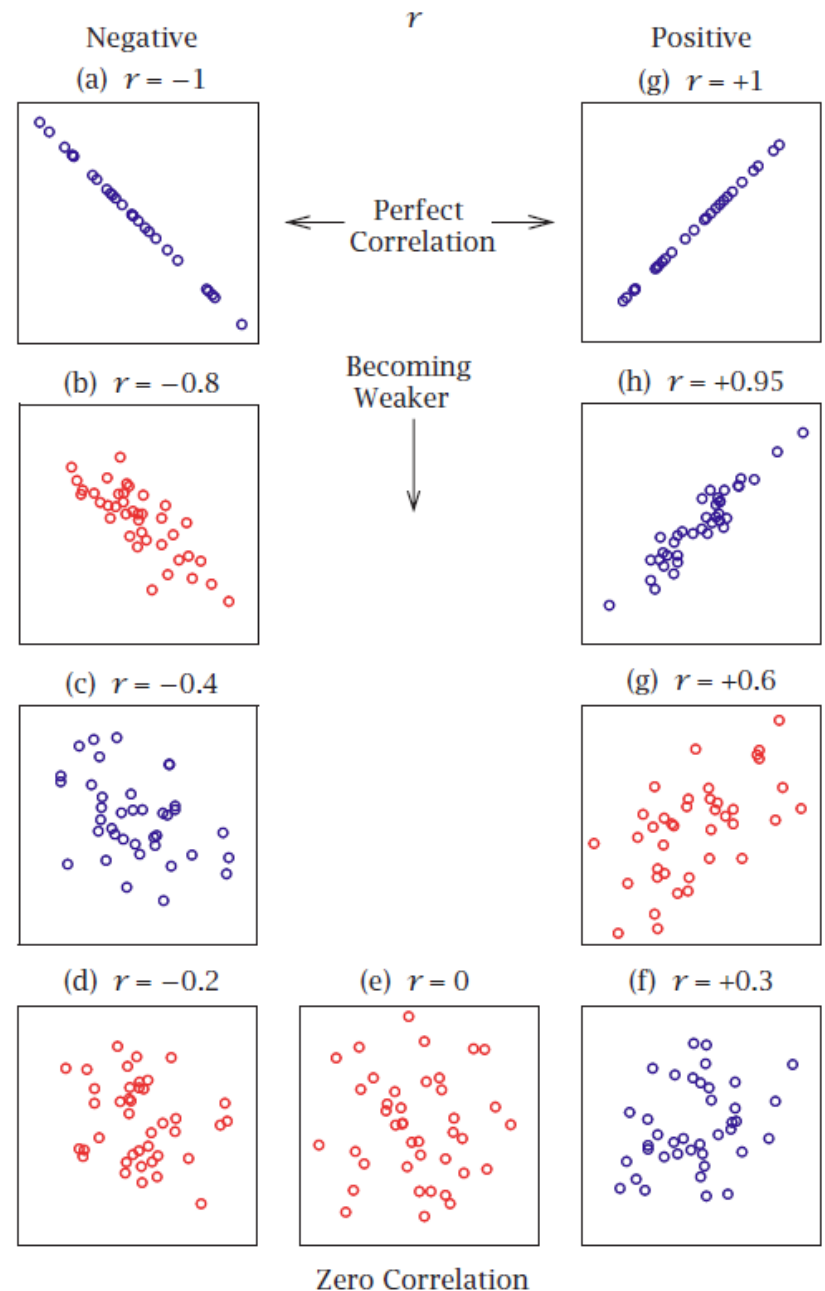 r
Negative
Positive
(a) r = −1
(g) r = +1
Perfect
Correlation
(b) r = −0.8
Becoming
Weaker
(h) r = +0.95
(c) r = −0.4
(g) r = +0.6
(d) r = −0.2
(e) r = 0
(f) r = +0.3
Zero Correlation